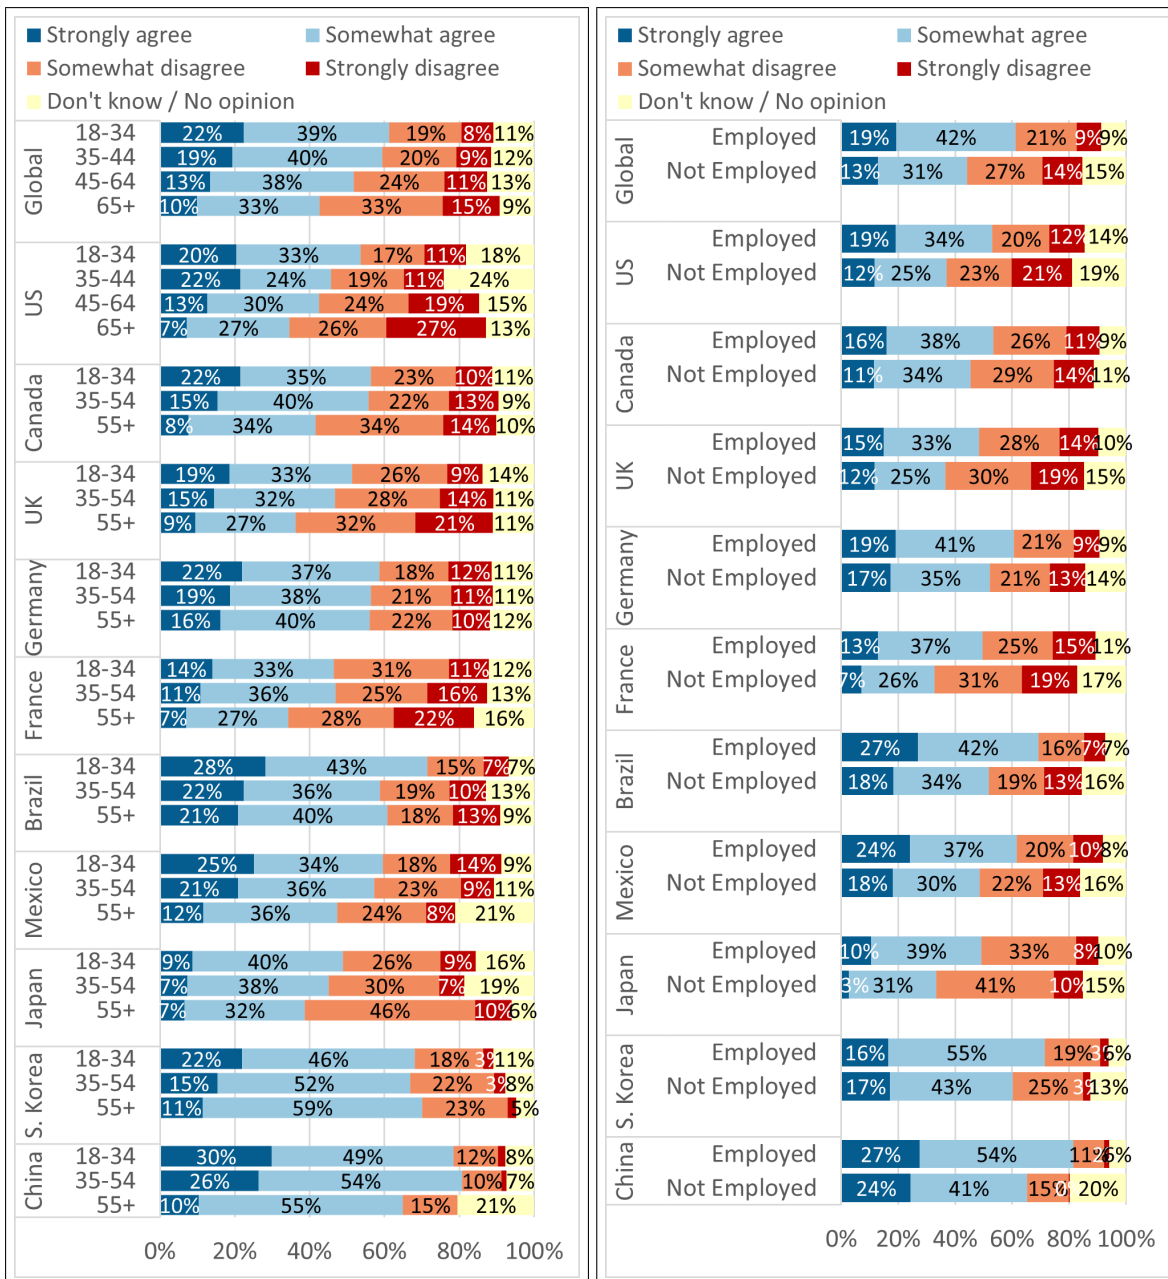 Strongly agree Somewhat agree
Somewhat disagree Strongly disagree
Don't know / No opinion
Global
18-34 22% 39% 19% 8% 11%
35-44 19% 40% 20% 9% 12%
45-64 13% 38% 24% 11% 13%
65+ 10% 33% 33% 15% 9%
US
18-34 20% 33% 17% 11% 18%
35-44 22% 24% 19% 11% 24%
45-64 13% 30% 24% 19% 15%
65+ 7% 27% 26% 27% 13%
Canada
18-34 22% 35% 23% 10% 11%
35-54 15% 40% 22% 13% 9%
55+ 8% 34% 34% 14% 10%
UK
18-34 19% 33% 26% 9% 14%
35-54 15% 32% 28% 14% 11%
55+ 9% 27% 32% 21% 11%
Germany
18-34 22% 37% 18% 12% 11%
35-54 19% 38% 21% 11% 11%
55+ 16% 40% 22% 10% 12%
France
18-34 14% 33% 31% 11% 12%
35-54 11% 36% 25% 16% 13%
55+ 7% 27% 28% 22% 16%
Brazil
18-34 28% 43% 15% 7% 7%
35-54 22% 36% 19% 10% 13%
55+ 21% 40% 18% 13% 9%
Mexico
18-34 25% 34% 18% 14% 9%
35-54 21% 36% 23% 9% 11%
55+ 12% 36% 24% 8% 21%
Japan
18-34 9% 40% 26% 9% 16%
35-54 7% 38% 30% 7% 19%
55+ 7% 32% 46% 10% 6%
S. Korea
18-34 22% 46% 18% 3% 11%
35-54 15% 52% 22% 3% 8%
55+ 11% 59% 23% 5%
China
18-34 30% 49% 12% 8%
35-54 26% 54% 10% 7%
55+ 10% 55% 15% 21%
0% 20% 40% 60% 80% 100%
Strongly agree Somewhat agree
Somewhat disagree Strongly disagree
Don't know / No opinion
Global
Employed 19% 42% 21% 9% 9%
Not Employed 13% 31% 27% 14% 15%
US
Employed 19% 34% 20% 12% 14%
Not Employed 12% 25% 23% 21% 19%
Canada
Employed 16% 38% 26% 11% 9%
Not Employed 11% 34% 29% 14% 11%
UK
Employed 15% 33% 28% 14% 10%
Not Employed 12% 25% 30% 19% 15%
Germany
Employed 19% 41% 21% 9% 9%
Not Employed 17% 35% 21% 13% 14%
France
Employed 13% 37% 25% 15% 11%
Not Employed 7% 26% 31% 19% 17%
Brazil
Employed 27% 42% 16% 7% 7%
Not Employed 18% 34% 19% 13% 16%
Mexico
Employed 24% 37% 20% 10% 8%
Not Employed 18% 30% 22% 13% 16%
Japan
Employed 10% 39% 33% 8% 10%
Not Employed 3% 31% 41% 10% 15%
S. Korea
Employed 16% 55% 19% 3% 6%
Not Employed 17% 43% 25% 3% 13%
China
Employed 27% 54% 11% 2% 6%
Not Employed 24% 41% 15% 0% 20%
0% 20% 40% 60% 80% 100%